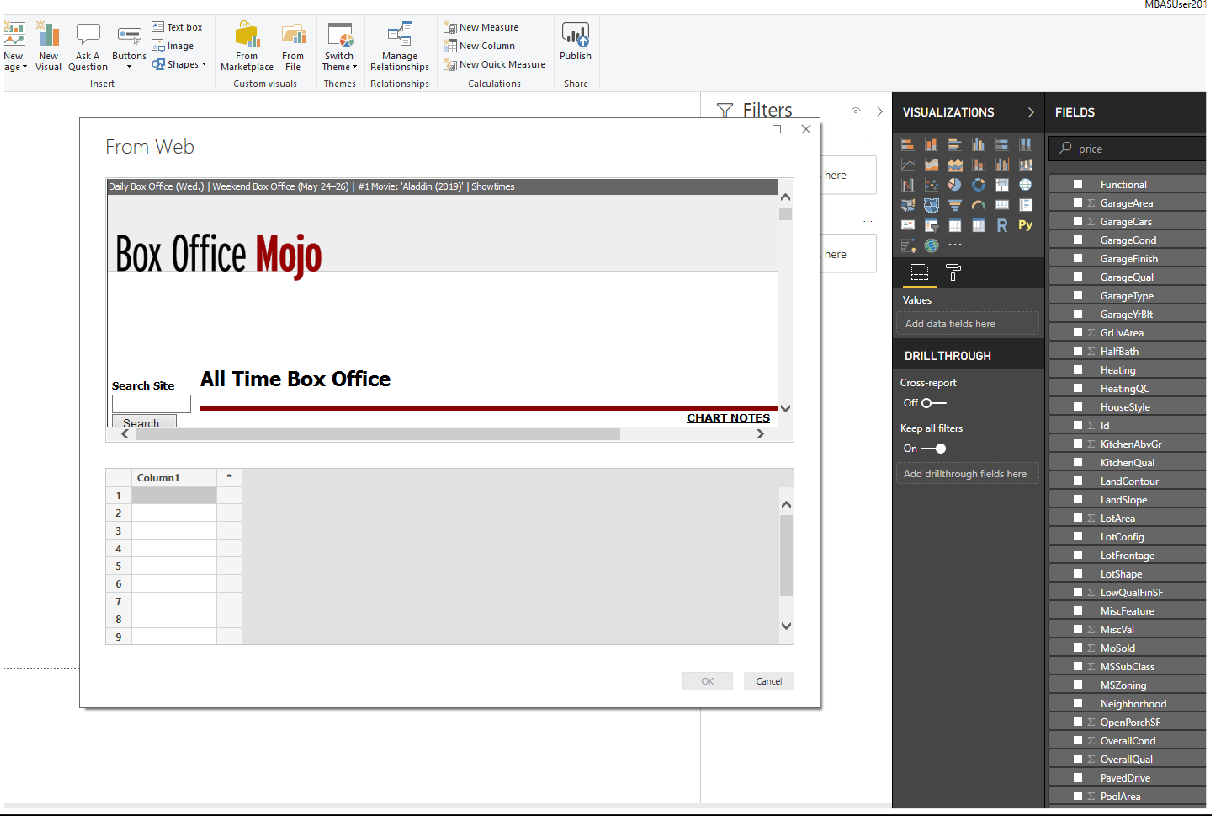 MBASUser201
New
age
New
Visual
Ask A
Question
Buttons
Text box
Image
Shapes
Insert
From
Marketplace
From
File
Custom visuals
Switch
Theme
Themes
Manage
Relationships
Relationships
New Measure
New Column
New Quick Measure
Calculations
Publish
Share
From Web
Daily Box Office (Wed.) | Weekend Box Office (May 24–26) | #1 Movie: 'Aladdin (2019)' | Showtimes
Box Office Mojo
Search Site
Search
All Time Box Office
CHART NOTES
Column1
1
2
3
4
5
6
7
8
9
OK
Cancel
Filters
here
...
here
VISUALIZATIONS
R
Py
...
Values
Add data fields here
DRILLTHROUGH
Cross-report
Off
Keep all filters
On
Add drillthrough fields here
FIELDS
price
Functional
Σ GarageArea
Σ GarageCars
GarageCond
GarageFinish
GarageQual
GarageType
GarageYrBlt
Σ GrLivArea
Σ HalfBath
Heating
HeatingQC
HouseStyle
Σ Id
Σ KitchenAbvGr
KitchenQual
LandContour
LandSlope
Σ LotArea
LotConfig
LotFrontage
LotShape
Σ LowQualFinSF
MiscFeature
Σ MiscVal
Σ MoSold
Σ MSSubClass
MSZoning
Neighborhood
Σ OpenPorchSF
Σ OverallCond
Σ OverallQual
PavedDrive
Σ PoolArea